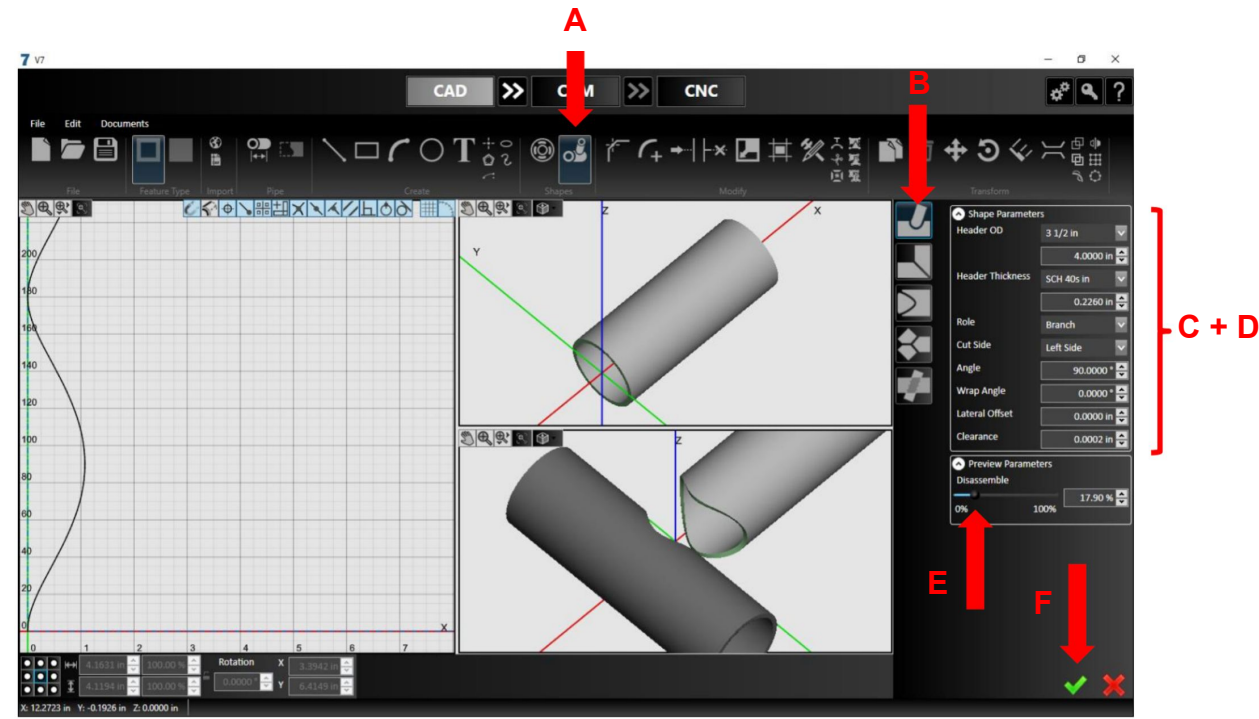 A
7 V7
B
CAD
CNC
File Edit Documents
T
File Feature Type Import Pipe Create Shapes Modify Transform
200
180
160
140
120
100
80
60
40
20
0
X
0 1 2 3 4 5 6 7
Z
X
Y
Z
Shape Parameters
Header OD 3 1/2 in
4.0000 in
Header Thickness SCH 40s in
0.2260 in
Role Branch
Cut Side Left Side
Angle 90.0000 °
Wrap Angle 0.0000 °
Lateral Offset 0.0000 in
Clearance 0.0002 in
C + D
Preview Parameters
Disassemble
17.90 %
0% 100%
E
F
4.1631 in 100.00 % Rotation X 3.3942 in
4.1194 in 100.00 % 0.0000 ° Y 6.4149 in
X: 12.2723 in Y: -0.1926 in Z: 0.0000 in